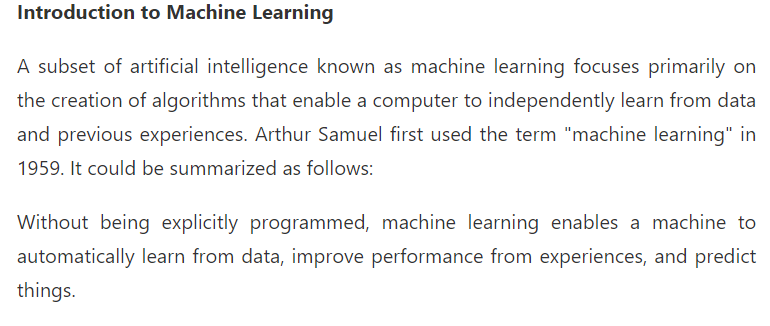 Introduction to Machine Learning
A subset of artificial intelligence known as machine learning focuses primarily on
the creation of algorithms that enable a computer to independently learn from data
and previous experiences. Arthur Samuel first used the term "machine learning" in
1959. It could be summarized as follows:
Without being explicitly programmed, machine learning enables a machine to
automatically learn from data, improve performance from experiences, and predict
things.